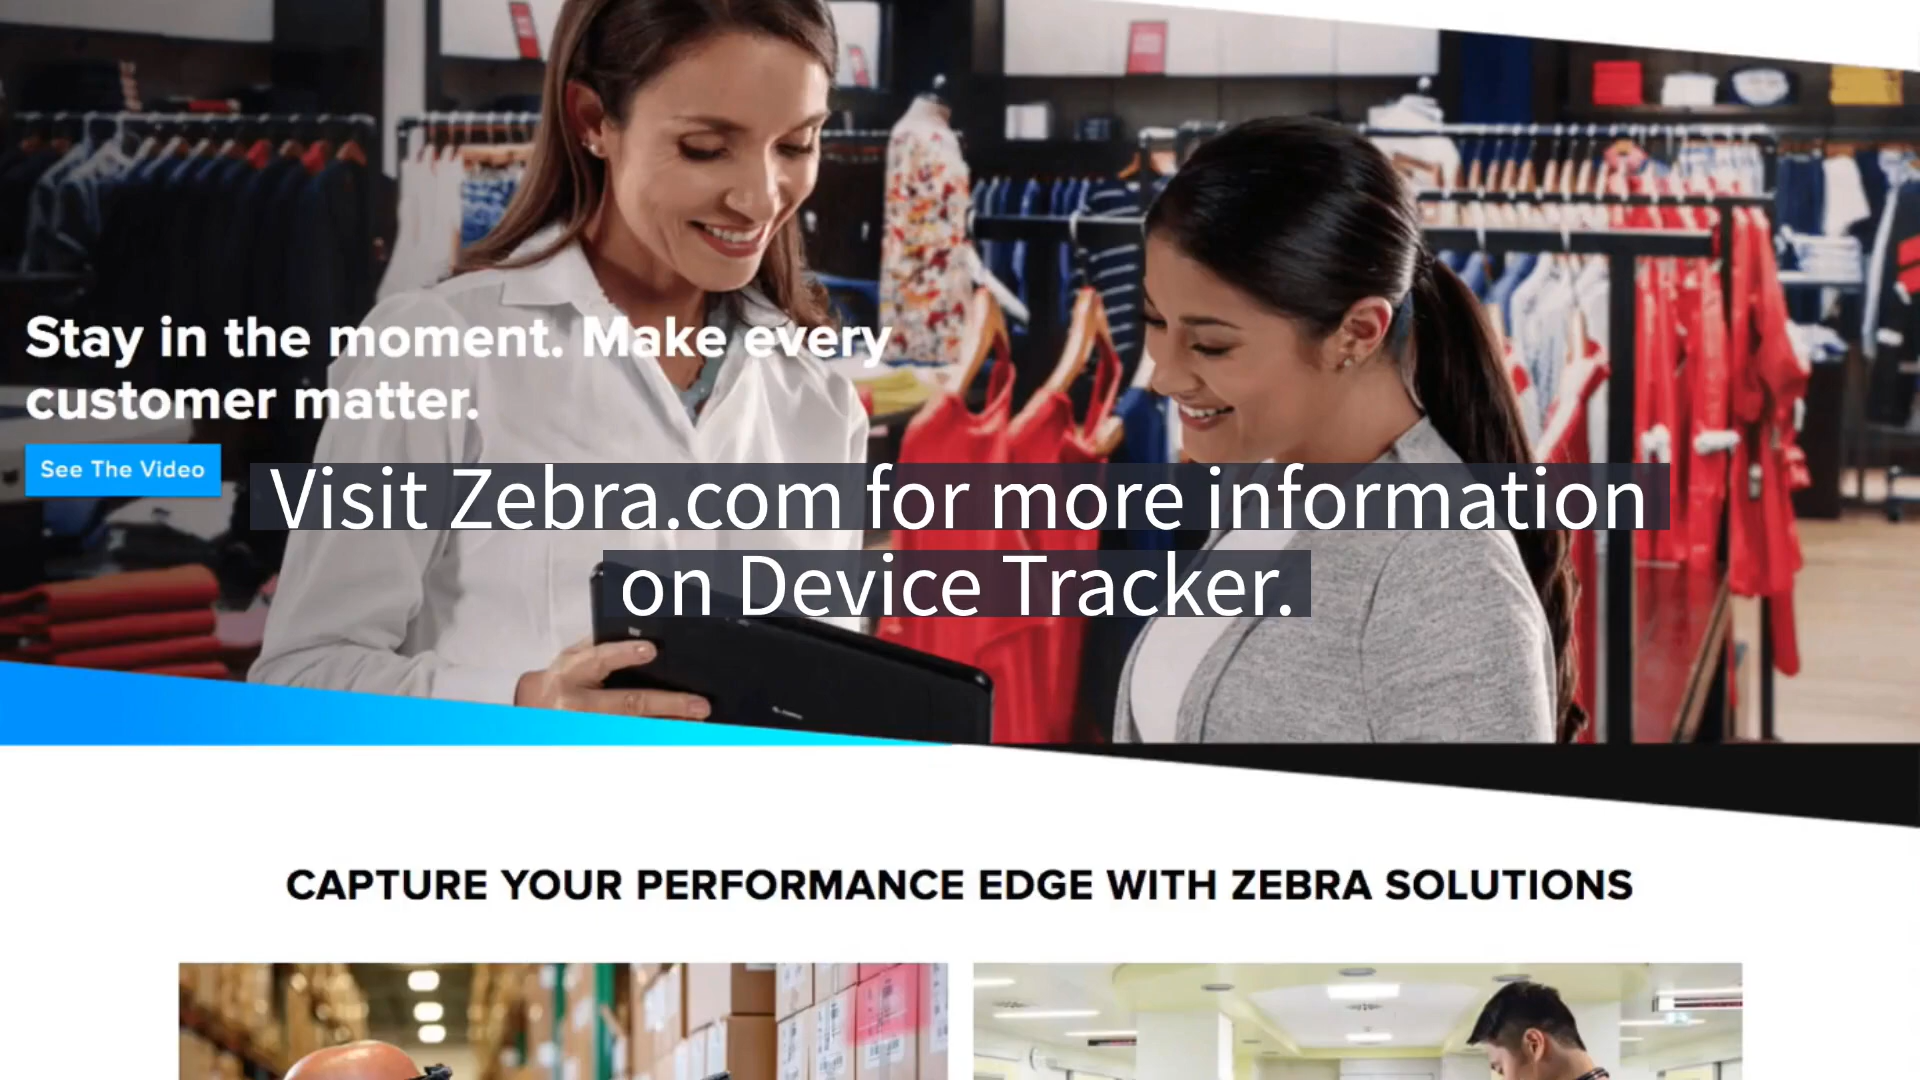 Stay in the moment. Make every
customer matter.
See The Video
Visit Zebra.com for more information
on Device Tracker.
CAPTURE YOUR PERFORMANCE EDGE WITH ZEBRA SOLUTIONS